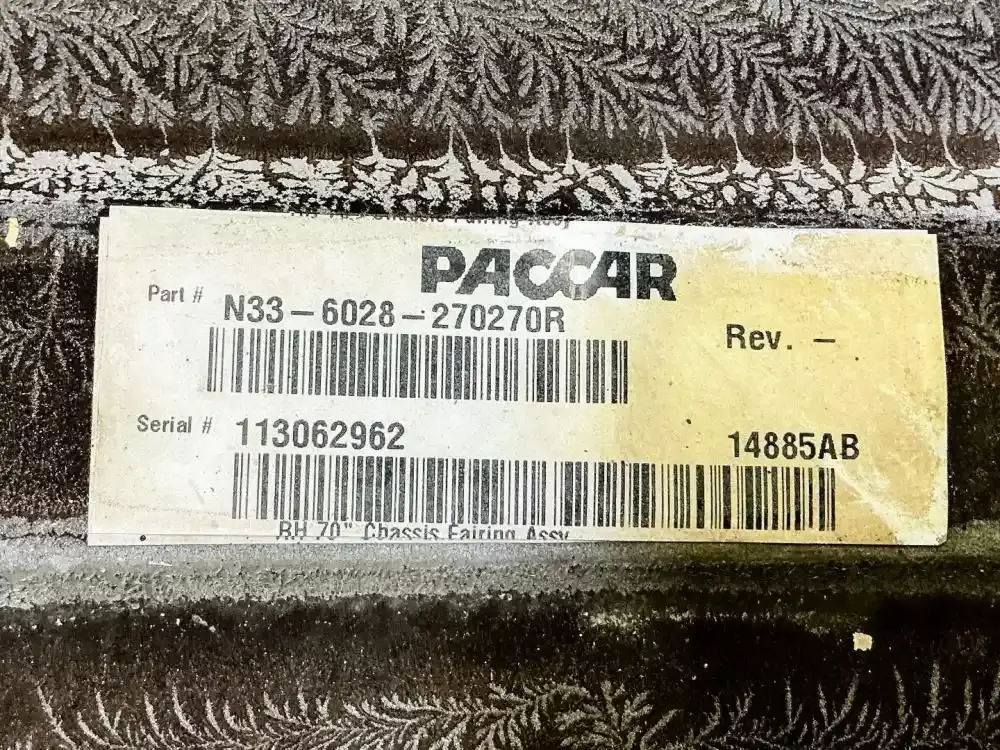 PACCAR
Part # N33-6028-270270R
Rev. -
Serial # 113062962 14885AB
RH 70" Chassis Fairing Assy